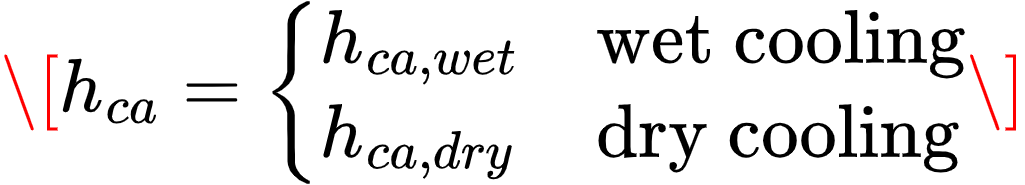 \[h_{ca} = \begin{cases} h_{ca,wet} & \text{wet cooling} \\ h_{ca,dry} & \text{dry cooling} \end{cases}\]